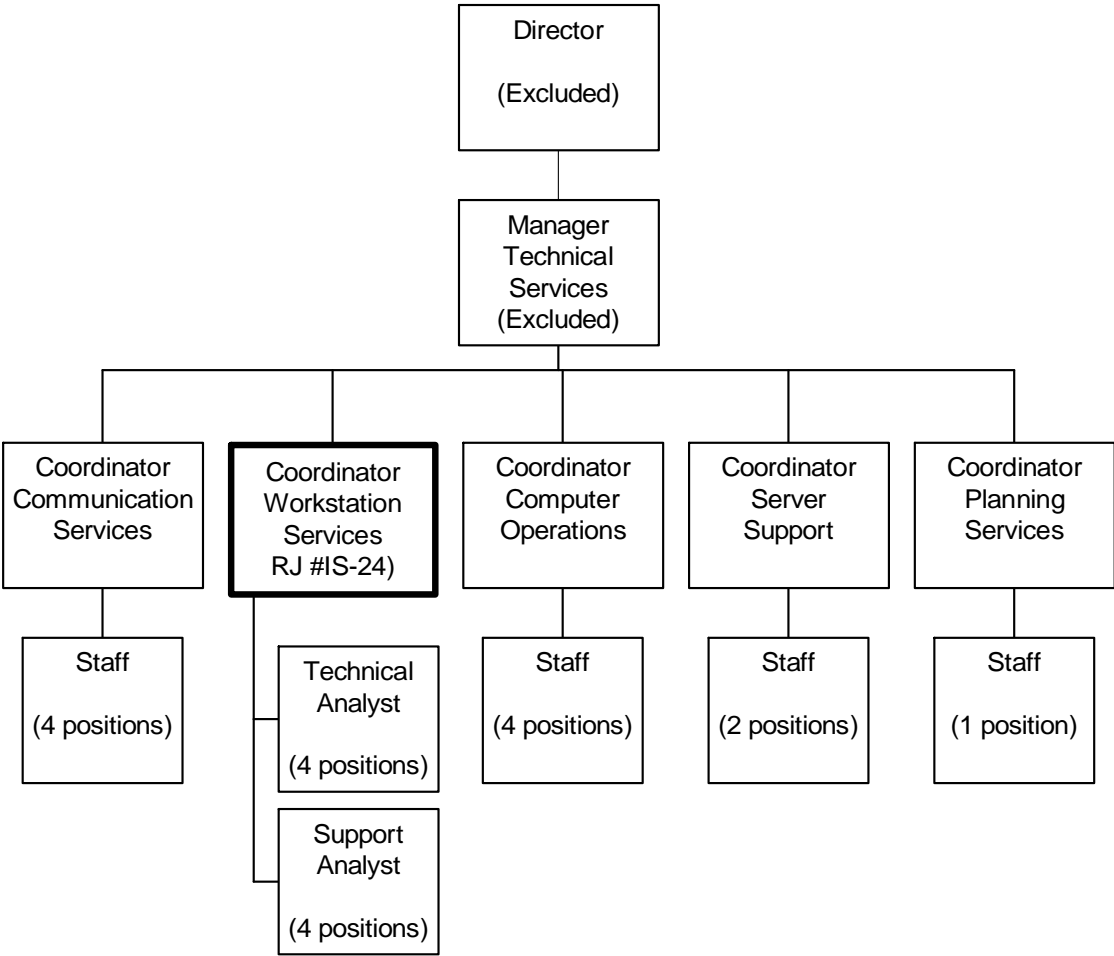 Director
(Excluded)
Manager
Technical
Services
(Excluded)
Coordinator
Communication
Services
Coordinator
Workstation
Services
RJ #IS-24)
Coordinator
Computer
Operations
Coordinator
Server
Support
Coordinator
Planning
Services
Staff
(4 positions)
Technical
Analyst
(4 positions)
Support
Analyst
(4 positions)
Staff
(4 positions)
Staff
(2 positions)
Staff
(1 position)